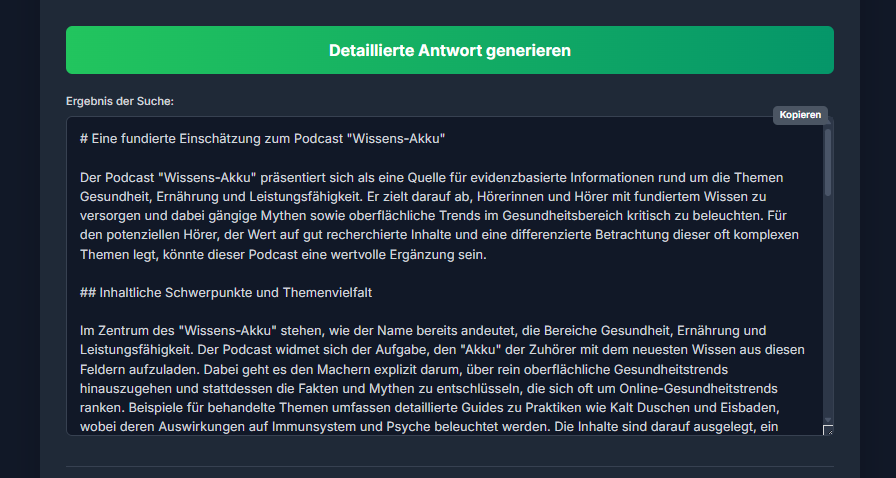 Detaillierte Antwort generieren
Ergebnis der Suche:
Kopieren
# Eine fundierte Einschätzung zum Podcast "Wissens-Akku"
Der Podcast "Wissens-Akku" präsentiert sich als eine Quelle für evidenzbasierte Informationen rund um die Themen
Gesundheit, Ernährung und Leistungsfähigkeit. Er zielt darauf ab, Hörerinnen und Hörer mit fundiertem Wissen zu
versorgen und dabei gängige Mythen sowie oberflächliche Trends im Gesundheitsbereich kritisch zu beleuchten. Für
den potenziellen Hörer, der Wert auf gut recherchierte Inhalte und eine differenzierte Betrachtung dieser oft komplexen
Themen legt, könnte dieser Podcast eine wertvolle Ergänzung sein.
## Inhaltliche Schwerpunkte und Themenvielfalt
Im Zentrum des "Wissens-Akku" stehen, wie der Name bereits andeutet, die Bereiche Gesundheit, Ernährung und
Leistungsfähigkeit. Der Podcast widmet sich der Aufgabe, den "Akku" der Zuhörer mit dem neuesten Wissen aus diesen
Feldern aufzuladen. Dabei geht es den Machern explizit darum, über rein oberflächliche Gesundheitstrends
hinauszugehen und stattdessen die Fakten und Mythen zu entschlüsseln, die sich oft um Online-Gesundheitstrends
ranken. Beispiele für behandelte Themen umfassen detaillierte Guides zu Praktiken wie Kalt Duschen und Eisbaden,
wobei deren Auswirkungen auf Immunsystem und Psyche beleuchtet werden. Die Inhalte sind darauf ausgelegt, ein